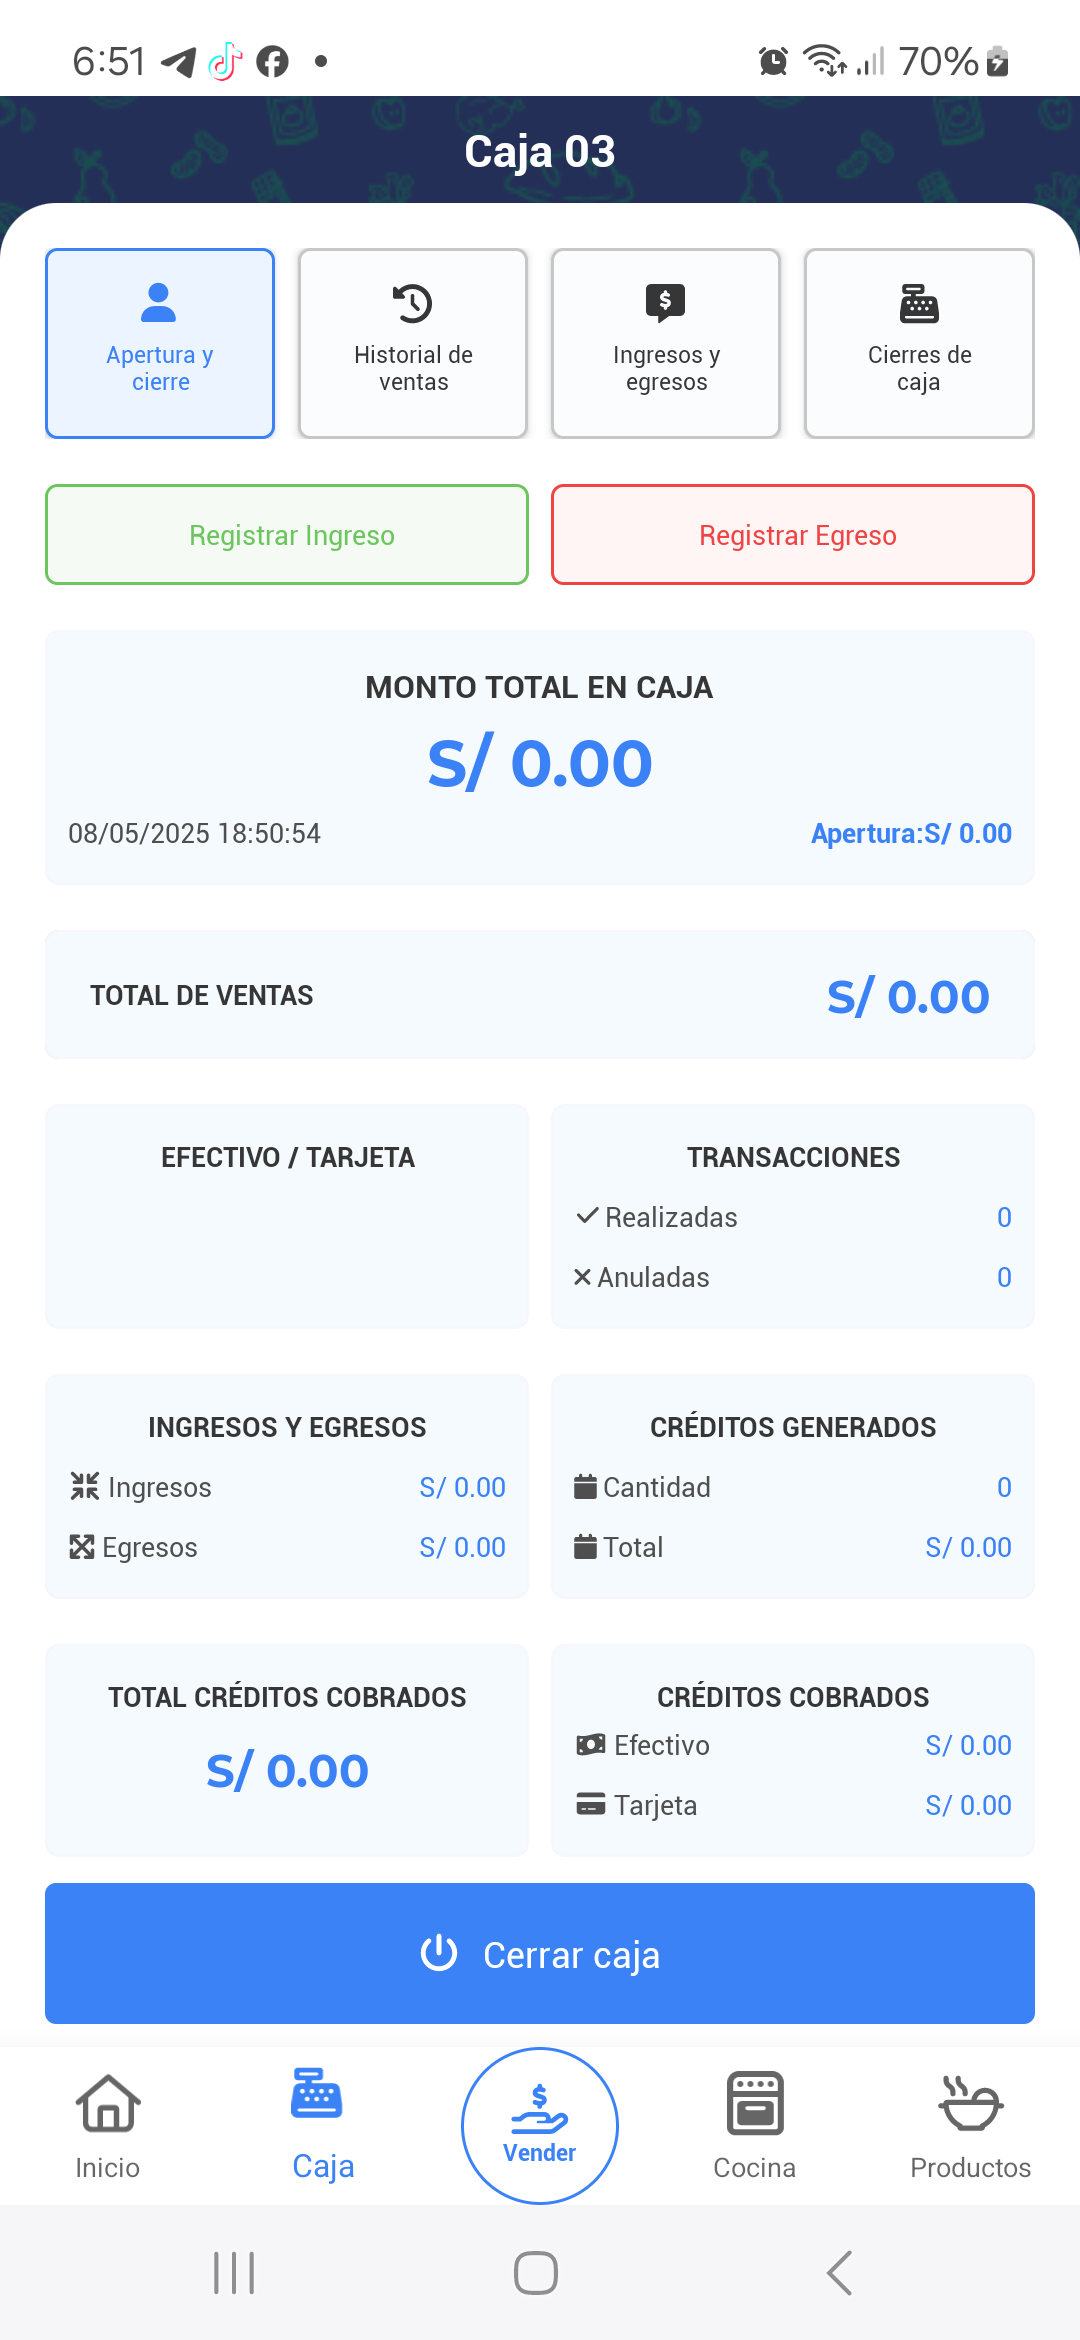 6:51
70%
Caja 03
Apertura y
cierre
Historial de
ventas
Ingresos y
egresos
Cierres de
caja
Registrar Ingreso
Registrar Egreso
MONTO TOTAL EN CAJA
S/ 0.00
08/05/2025 18:50:54
Apertura:S/ 0.00
TOTAL DE VENTAS
S/ 0.00
EFECTIVO / TARJETA
TRANSACCIONES
Realizadas 0
Anuladas 0
INGRESOS Y EGRESOS
Ingresos S/ 0.00
Egresos S/ 0.00
CRÉDITOS GENERADOS
Cantidad 0
Total S/ 0.00
TOTAL CRÉDITOS COBRADOS
S/ 0.00
CRÉDITOS COBRADOS
Efectivo S/ 0.00
Tarjeta S/ 0.00
Cerrar caja
Inicio
Caja
Vender
Cocina
Productos